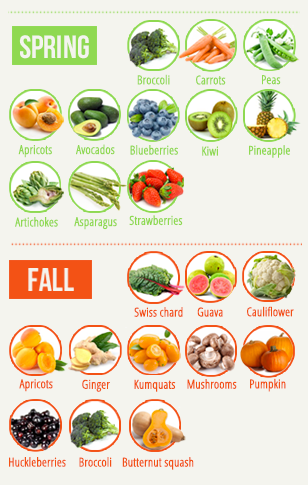 SPRING
Broccoli Carrots Peas
Apricots Avocados Blueberries Kiwi Pineapple
Artichokes Asparagus Strawberries
FALL
Swiss chard Guava Cauliflower
Apricots Ginger Kumquats Mushrooms Pumpkin
Huckleberries Broccoli Butternut squash